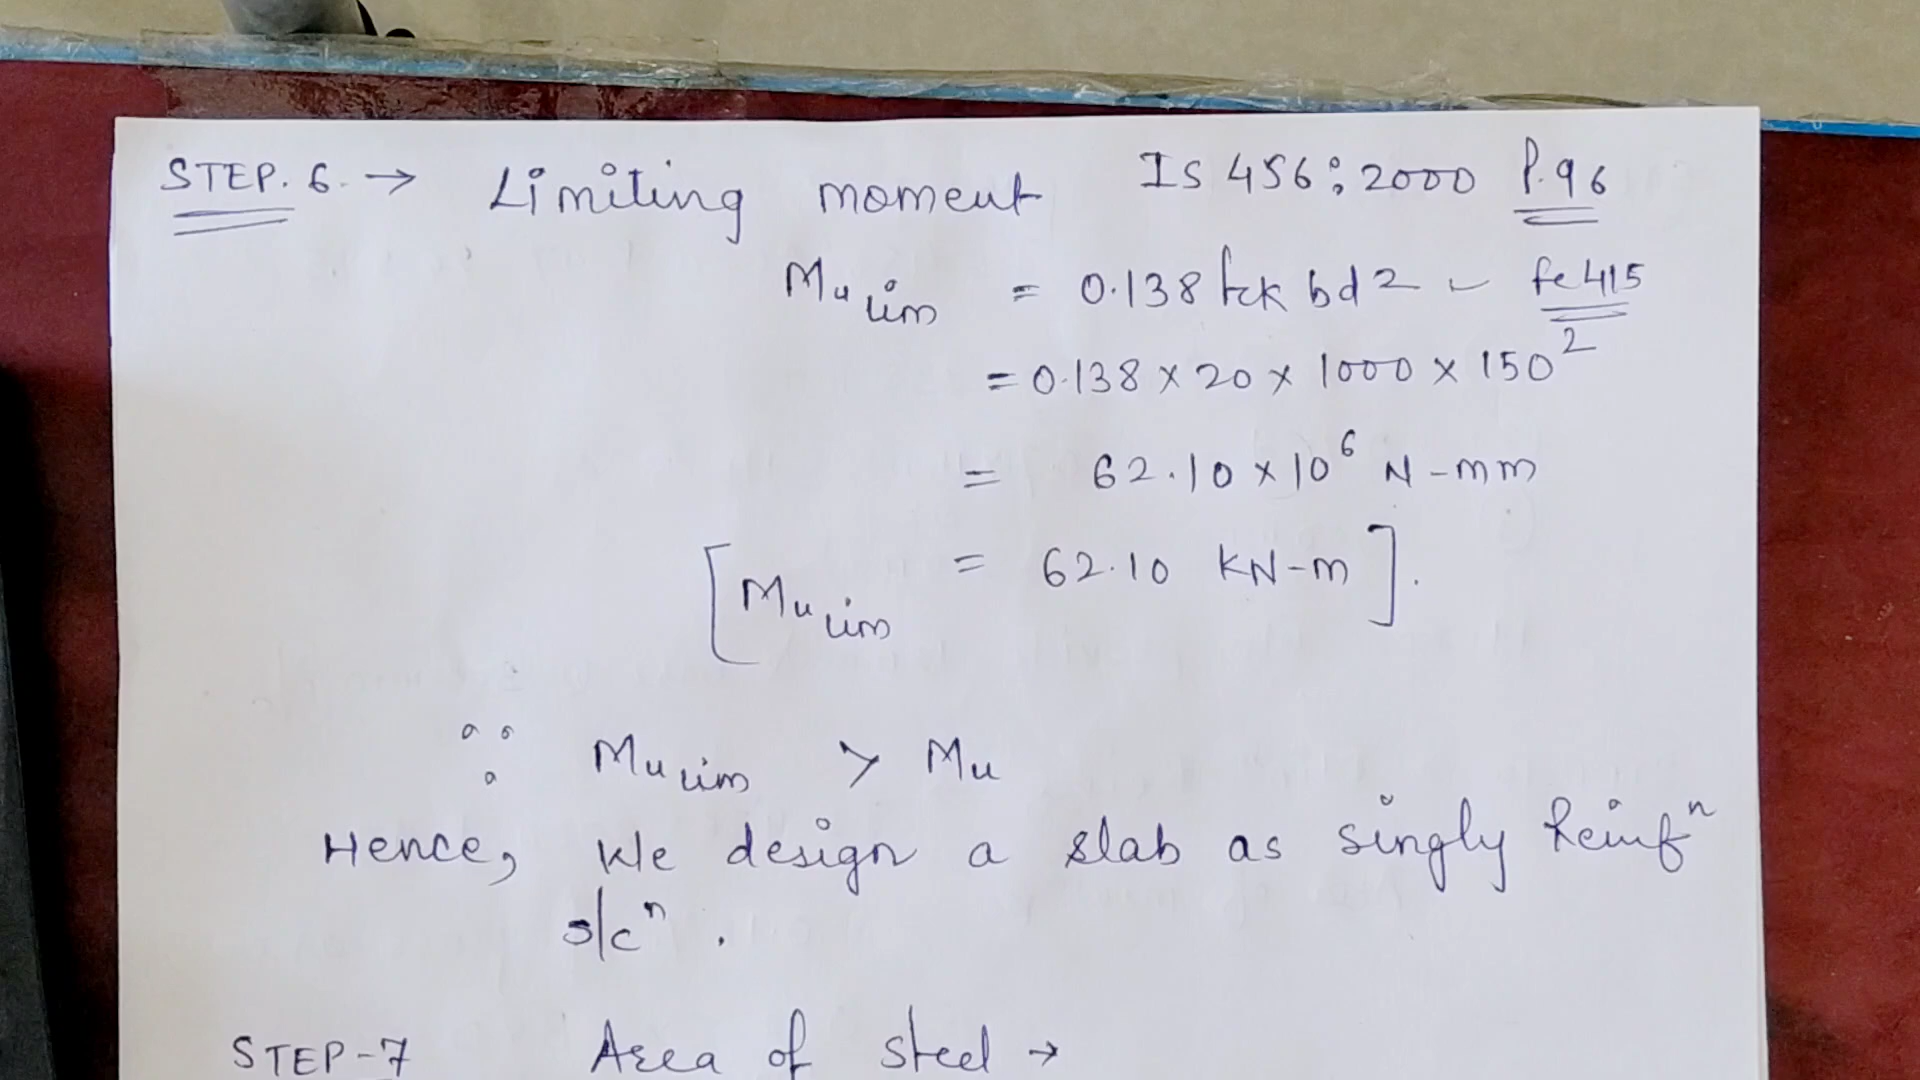 STEP. 6. → Limiting moment IS 456:2000 P.96
Mu lim = 0.138 fck bd2 - fe 415
= 0.138 x 20 x 1000 x 150²
= 62.10 x 10⁶ N-mm
[Mu lim = 62.10 KN-m].
∵ Mu lim > Mu
Hence, We design a slab as singly Reinfⁿ
s/cⁿ.
STEP-7 Area of steel →